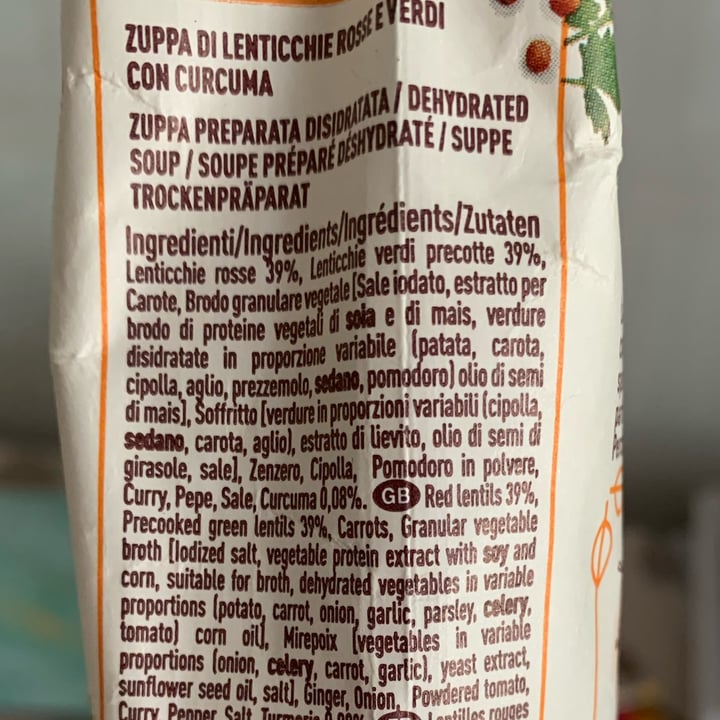 ZUPPA DI LENTICCHIE ROSSE E VERDI
CON CURCUMA
ZUPPA PREPARATA DISIDRATATA / DEHYDRATED
SOUP / SOUPE PRÉPARÉ DÉSHYDRATÉ / SUPPE
TROCKENPRÄPARAT
Ingredienti/Ingredients/Ingrédients/Zutaten
Lenticchie rosse 39%, Lenticchie verdi precotte 39%,
Carote, Brodo granulare vegetale [Sale iodato, estratto per
brodo di proteine vegetali di soia e di mais, verdure
disidratate in proporzione variabile (patata, carota,
cipolla, aglio, prezzemolo, sedano, pomodoro) olio di semi
di mais], Soffritto [verdure in proporzioni variabili (cipolla,
sedano, carota, aglio), estratto di lievito, olio di semi di
girasole, sale], Zenzero, Cipolla, Pomodoro in polvere,
Curry, Pepe, Sale, Curcuma 0,08%. GB Red lentils 39%,
Precooked green lentils 39%, Carrots, Granular vegetable
broth [Iodized salt, vegetable protein extract with soy and
corn, suitable for broth, dehydrated vegetables in variable
proportions (potato, carrot, onion, garlic, parsley, celery,
tomato) corn oil], Mirepoix [vegetables in variable
proportions (onion, celery, carrot, garlic), yeast extract,
sunflower seed oil, salt], Ginger, Onion, Powdered tomato,
Curry, Pepper, Salt, Turmeric Lentilles rouges